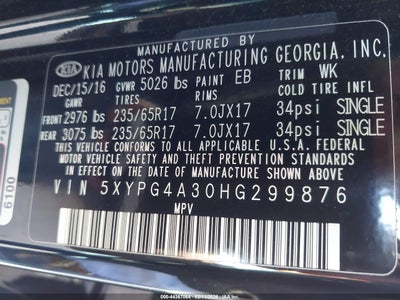 MANUFACTURED BY
KIA KIA MOTORS MANUFACTURING GEORGIA, INC.
DEC/15/16 GVWR 5026 lbs PAINT EB TRIM WK
GAWR TIRES RIMS COLD TIRE INFL.
FRONT 2976 lbs 235/65R17 7.0JX17 34psi SINGLE
REAR 3075 lbs 235/65R17 7.0JX17 34psi SINGLE
THIS VEHICLE CONFORMS TO ALL APPLICABLE U.S.A. FEDERAL
MOTOR VEHICLE SAFETY AND THEFT PREVENTION STANDARDS
IN EFFECT ON THE DATE OF MANUFACTURE SHOWN ABOVE.
VIN 5XYPG4A30HG299876
MPV
6100